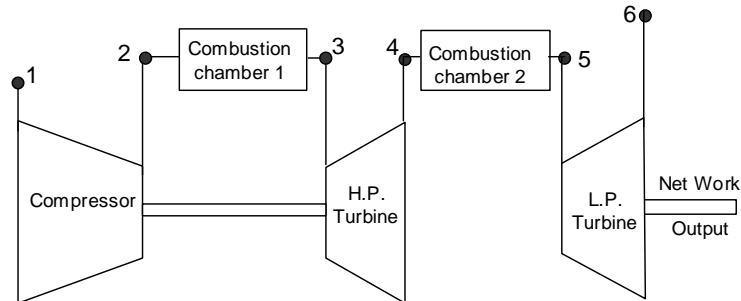 1
2
Combustion
chamber 1
3
4
Combustion
chamber 2
5
6
Compressor
H.P.
Turbine
L.P.
Turbine
Net Work
Output